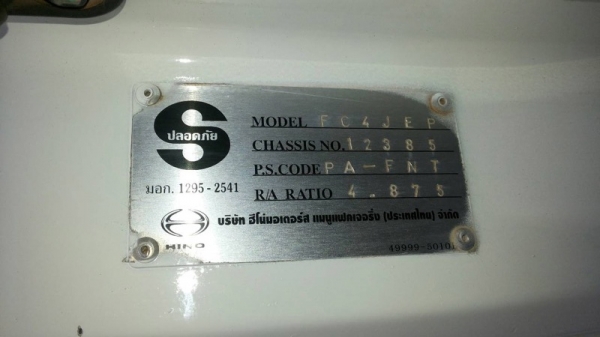 ปลอดภัย
มอก. 1295 - 2541
MODEL FC4JEP
CHASSIS NO. 12385
P.S.CODE PA-FNT
R/A RATIO 4.875
HINO
บริษัท ฮีโน่มอเตอร์ส แมนูแฟคเจอริ่ง (ประเทศไทย) จำกัด